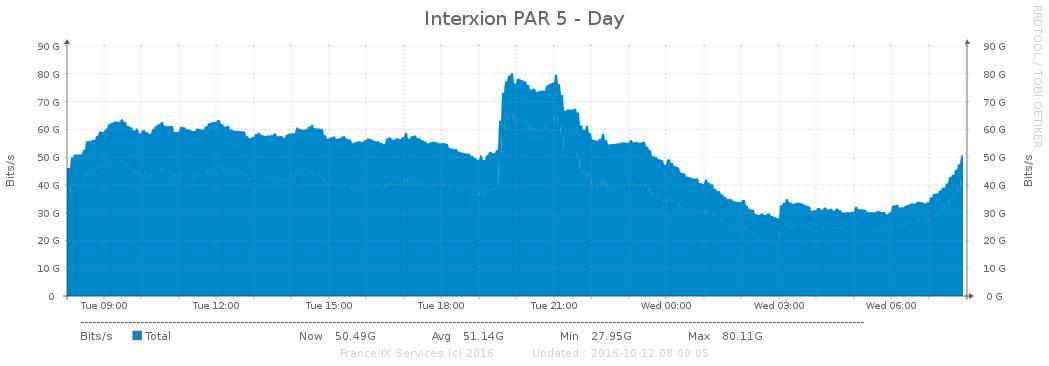 Interxion PAR 5 - Day
RRDTOOL / TOBI OETIKER
Bits/s
90 G 90 G
80 G 80 G
70 G 70 G
60 G 60 G
50 G 50 G
40 G 40 G
30 G 30 G
20 G 20 G
10 G 10 G
0 0 G
Bits/s
Tue 09:00 Tue 12:00 Tue 15:00 Tue 18:00 Tue 21:00 Wed 00:00 Wed 03:00 Wed 06:00
Bits/s Total Now 50.49G Avg 51.14G Min 27.95G Max 80.11G
France-IX Services (c) 2016 Updated : 2016-10-12 08:00:05